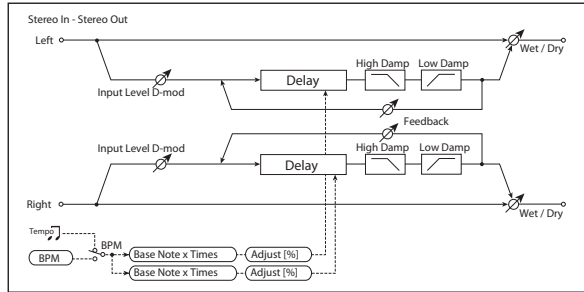 Stereo In - Stereo Out
Left
Wet / Dry
High Damp Low Damp
Delay
Input Level D-mod
Feedback
Input Level D-mod
High Damp Low Damp
Delay
Right
Wet / Dry
Tempo
BPM
BPM
Base Note x Times Adjust [%]
Base Note x Times Adjust [%]